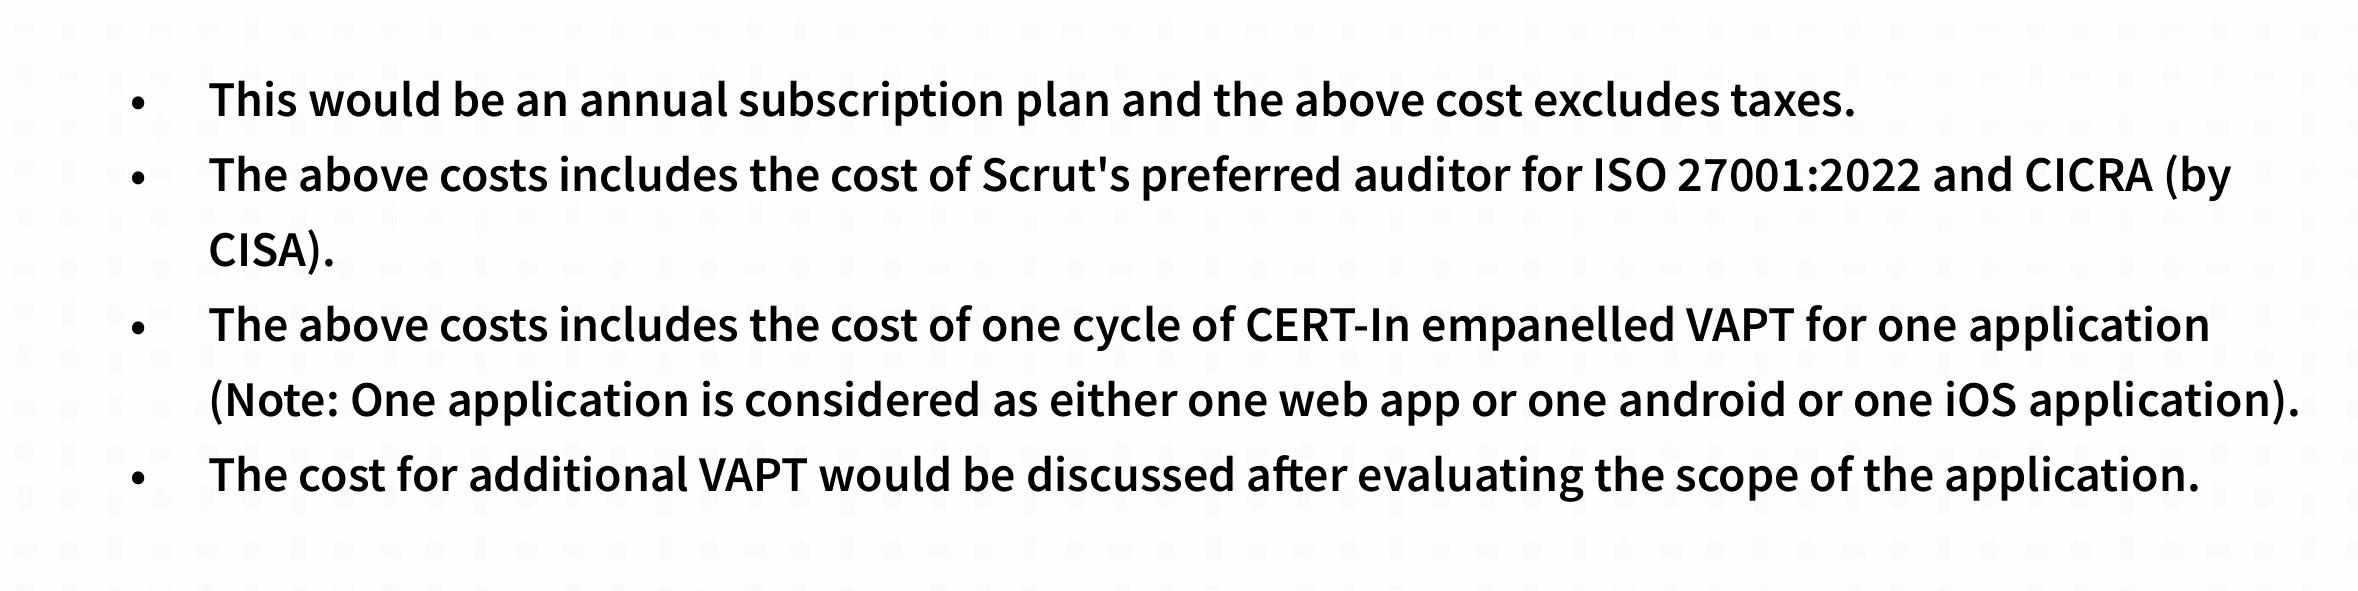 • This would be an annual subscription plan and the above cost excludes taxes.
• The above costs includes the cost of Scrut's preferred auditor for ISO 27001:2022 and CICRA (by
CISA).
• The above costs includes the cost of one cycle of CERT-In empanelled VAPT for one application
(Note: One application is considered as either one web app or one android or one iOS application).
• The cost for additional VAPT would be discussed after evaluating the scope of the application.